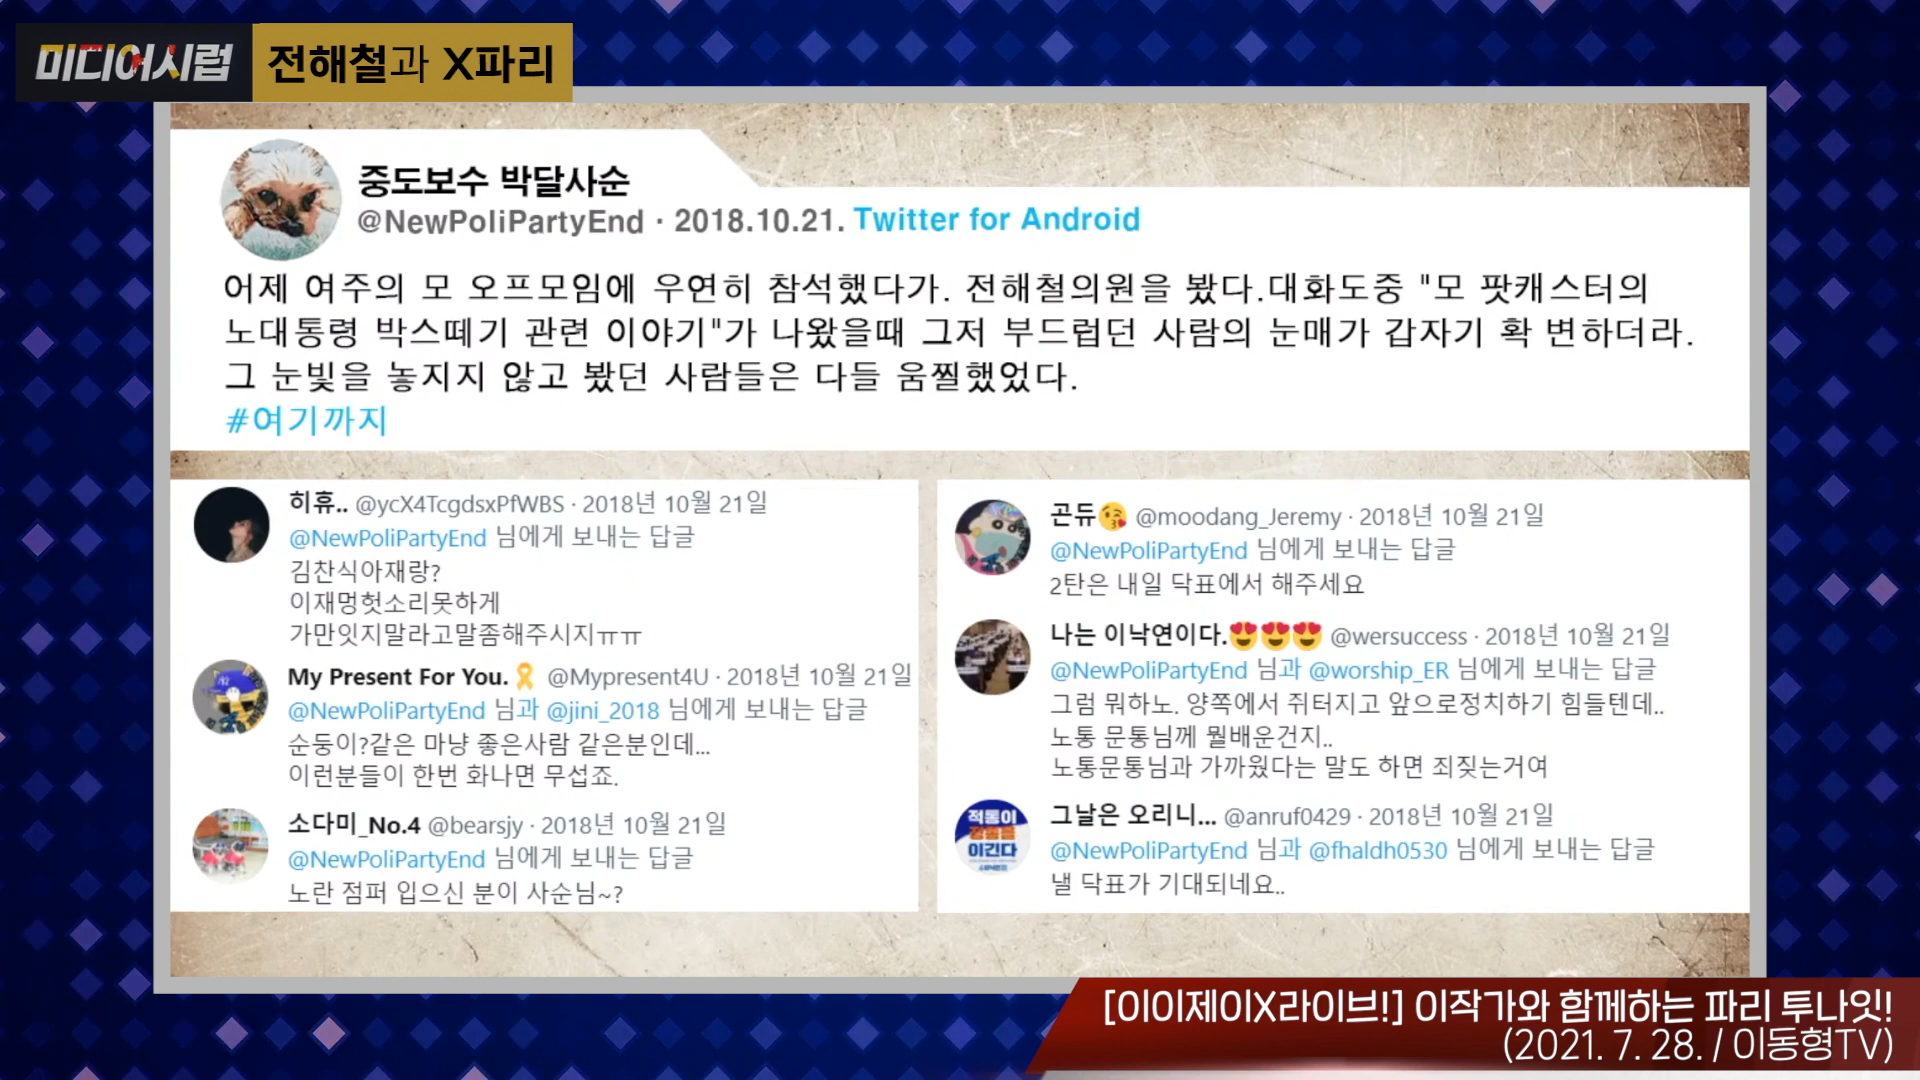 미디어시럽
전해철과 X파리
중도보수 박달사순
@NewPoliPartyEnd · 2018.10.21. Twitter for Android
어제 여주의 모 오프모임에 우연히 참석했다가. 전해철의원을 봤다.대화도중 "모 팟캐스터의
노대통령 박스떼기 관련 이야기"가 나왔을때 그저 부드럽던 사람의 눈매가 갑자기 확 변하더라.
그 눈빛을 놓지지 않고 봤던 사람들은 다들 움찔했었다.
#여기까지
히휴.. @ycX4TcgdsxPfWBS · 2018년 10월 21일
@NewPoliPartyEnd 님에게 보내는 답글
김찬식아재랑?
이재멍헛소리못하게
가만잇지말라고말좀해주시지ㅠㅠ
My Present For You.🎗 @Mypresent4U · 2018년 10월 21일
@NewPoliPartyEnd 님과 @jini_2018 님에게 보내는 답글
순둥이?같은 마냥 좋은사람 같은분인데...
이런분들이 한번 화나면 무섭죠.
소다미_No.4 @bearsjy · 2018년 10월 21일
@NewPoliPartyEnd 님에게 보내는 답글
노란 점퍼 입으신 분이 사순님~?
곤듀😘 @moodang_Jeremy · 2018년 10월 21일
@NewPoliPartyEnd 님에게 보내는 답글
2탄은 내일 닥표에서 해주세요
나는 이낙연이다.😍😍😍 @wersuccess · 2018년 10월 21일
@NewPoliPartyEnd 님과 @worship_ER 님에게 보내는 답글
그럼 뭐하노. 양쪽에서 쥐터지고 앞으로정치하기 힘들텐데..
노통 문통님께 뭘배운건지..
노통문통님과 가까웠다는 말도 하면 죄짓는거여
그날은 오리니... @anruf0429 · 2018년 10월 21일
@NewPoliPartyEnd 님과 @fhaldh0530 님에게 보내는 답글
낼 닥표가 기대되네요..
적통이
이긴다
[이이제이X라이브!] 이작가와 함께하는 파리 투나잇!
(2021. 7. 28. / 이동형TV)